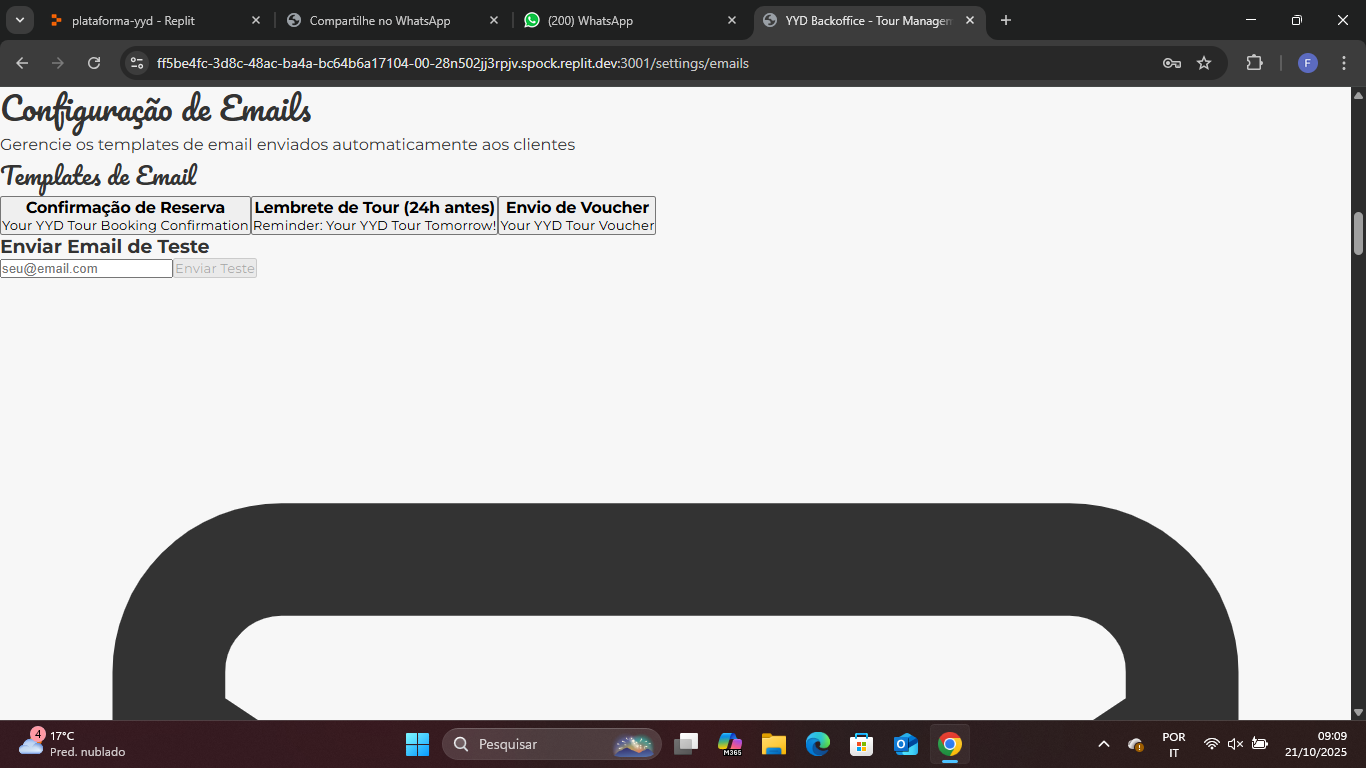 plataforma-yyd - Replit
Compartilhe no WhatsApp
(200) WhatsApp
YYD Backoffice - Tour Managem
ff5be4fc-3d8c-48ac-ba4a-bc64b6a17104-00-28n502jj3rpjv.spock.replit.dev:3001/settings/emails
F
Configuração de Emails
Gerencie os templates de email enviados automaticamente aos clientes
Templates de Email
Confirmação de Reserva
Your YYD Tour Booking Confirmation
Lembrete de Tour (24h antes)
Reminder: Your YYD Tour Tomorrow!
Envio de Voucher
Your YYD Tour Voucher
Enviar Email de Teste
seu@email.com
Enviar Teste
4
17°C
Pred. nublado
Pesquisar
M365
POR
IT
09:09
21/10/2025